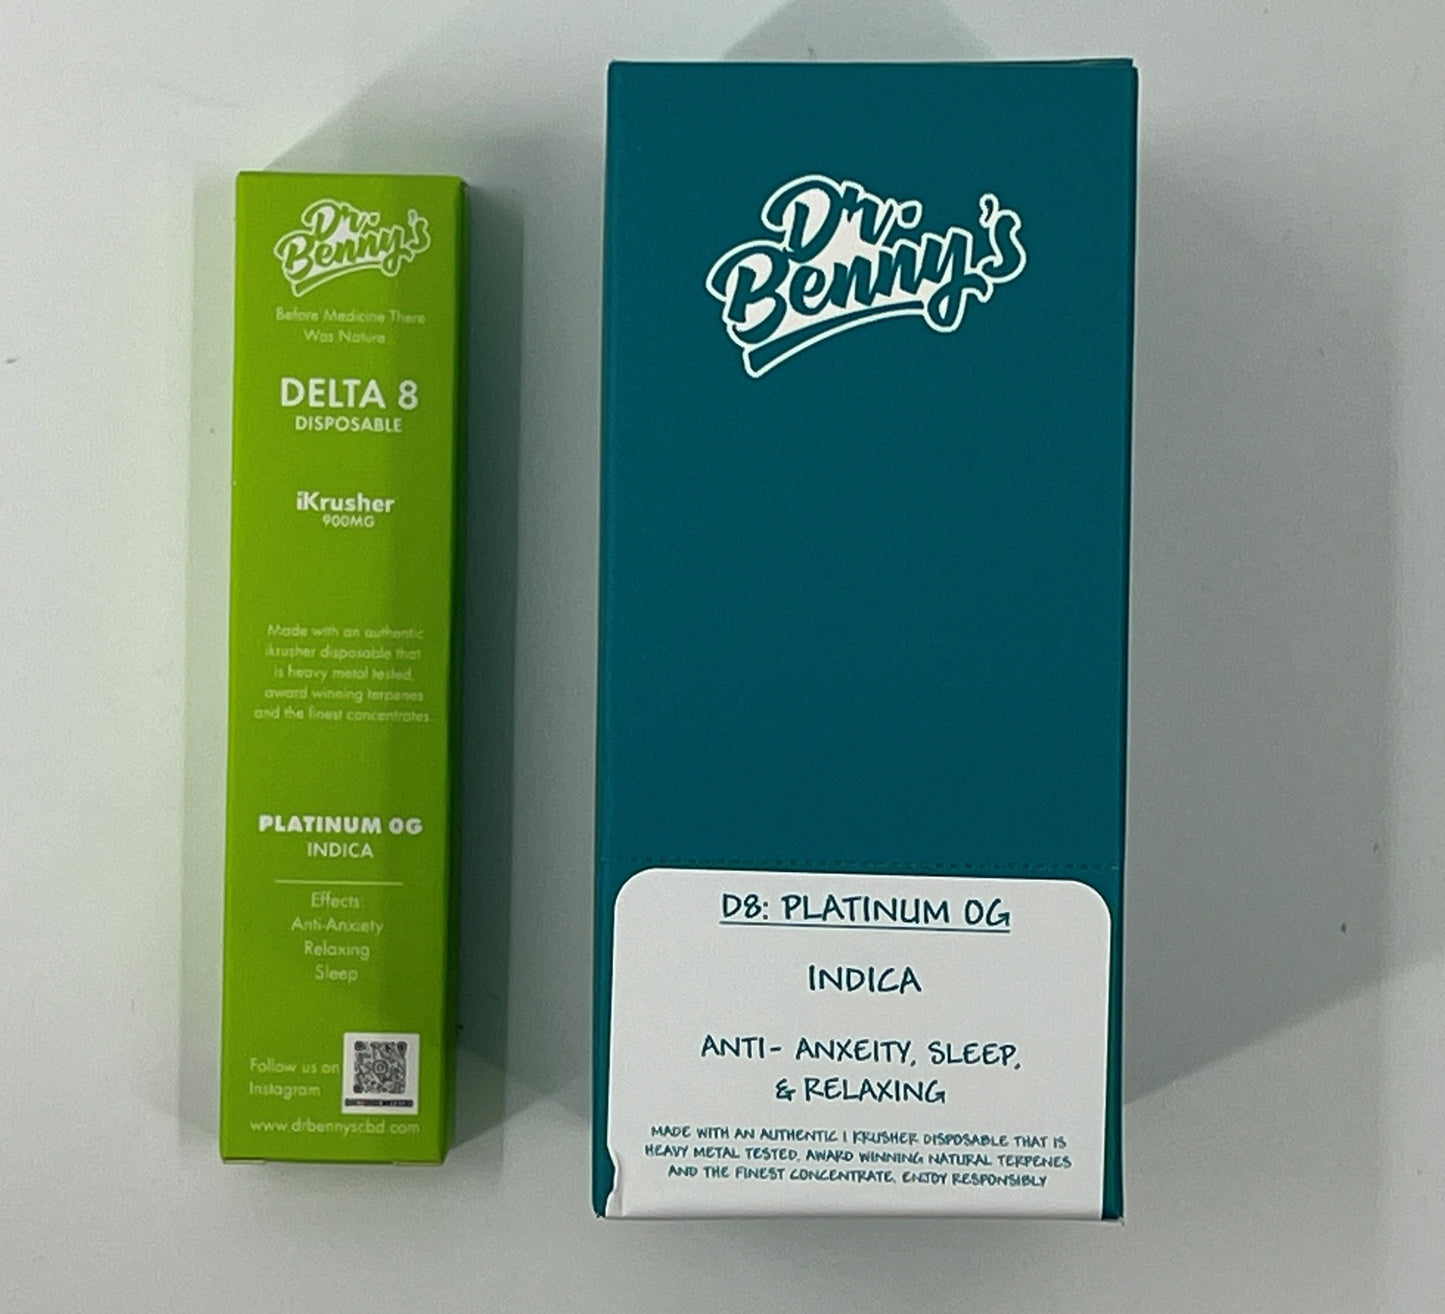 Dr.
Benny's
Before Medicine There
Was Nature...
DELTA 8
DISPOSABLE
iKrusher
900MG
Made with an authentic
ikrusher disposable that
is heavy metal tested,
award winning terpenes
and the finest concentrates.
PLATINUM OG
INDICA
Effects:
Anti-Anxiety
Relaxing
Sleep
Follow us on
Instagram
www.drbennyscbd.com
Dr.
Benny's
D8: PLATINUM OG
INDICA
ANTI- ANXEITY, SLEEP,
& RELAXING
MADE WITH AN AUTHENTIC I KRUSHER DISPOSABLE THAT IS
HEAVY METAL TESTED, AWARD WINNING NATURAL TERPENES
AND THE FINEST CONCENTRATE, ENJOY RESPONSIBLY